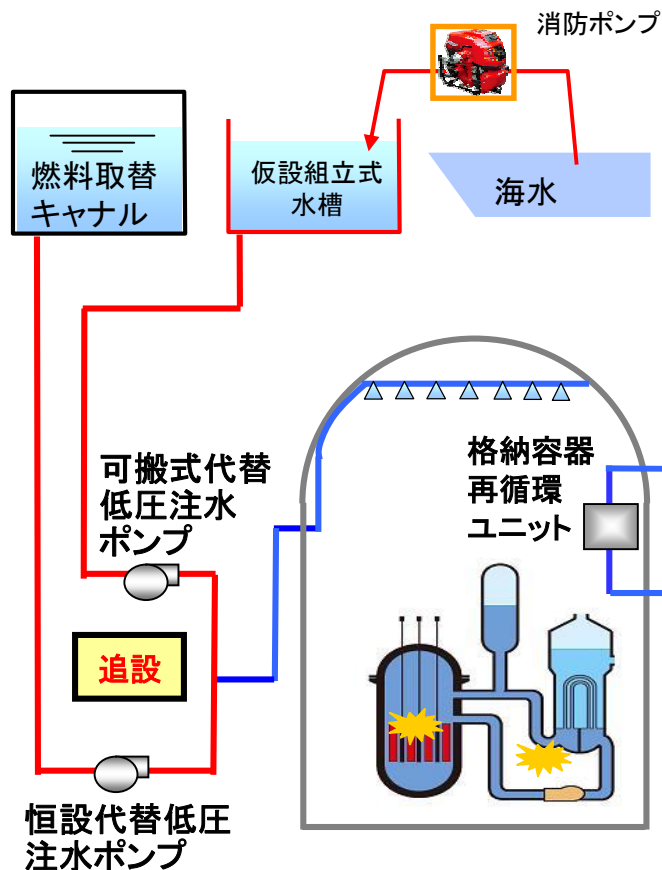 消防ポンプ
燃料取替
キャナル
仮設組立式
水槽
海水
可搬式代替
低圧注水
ポンプ
格納容器
再循環
ユニット
追設
恒設代替低圧
注水ポンプ